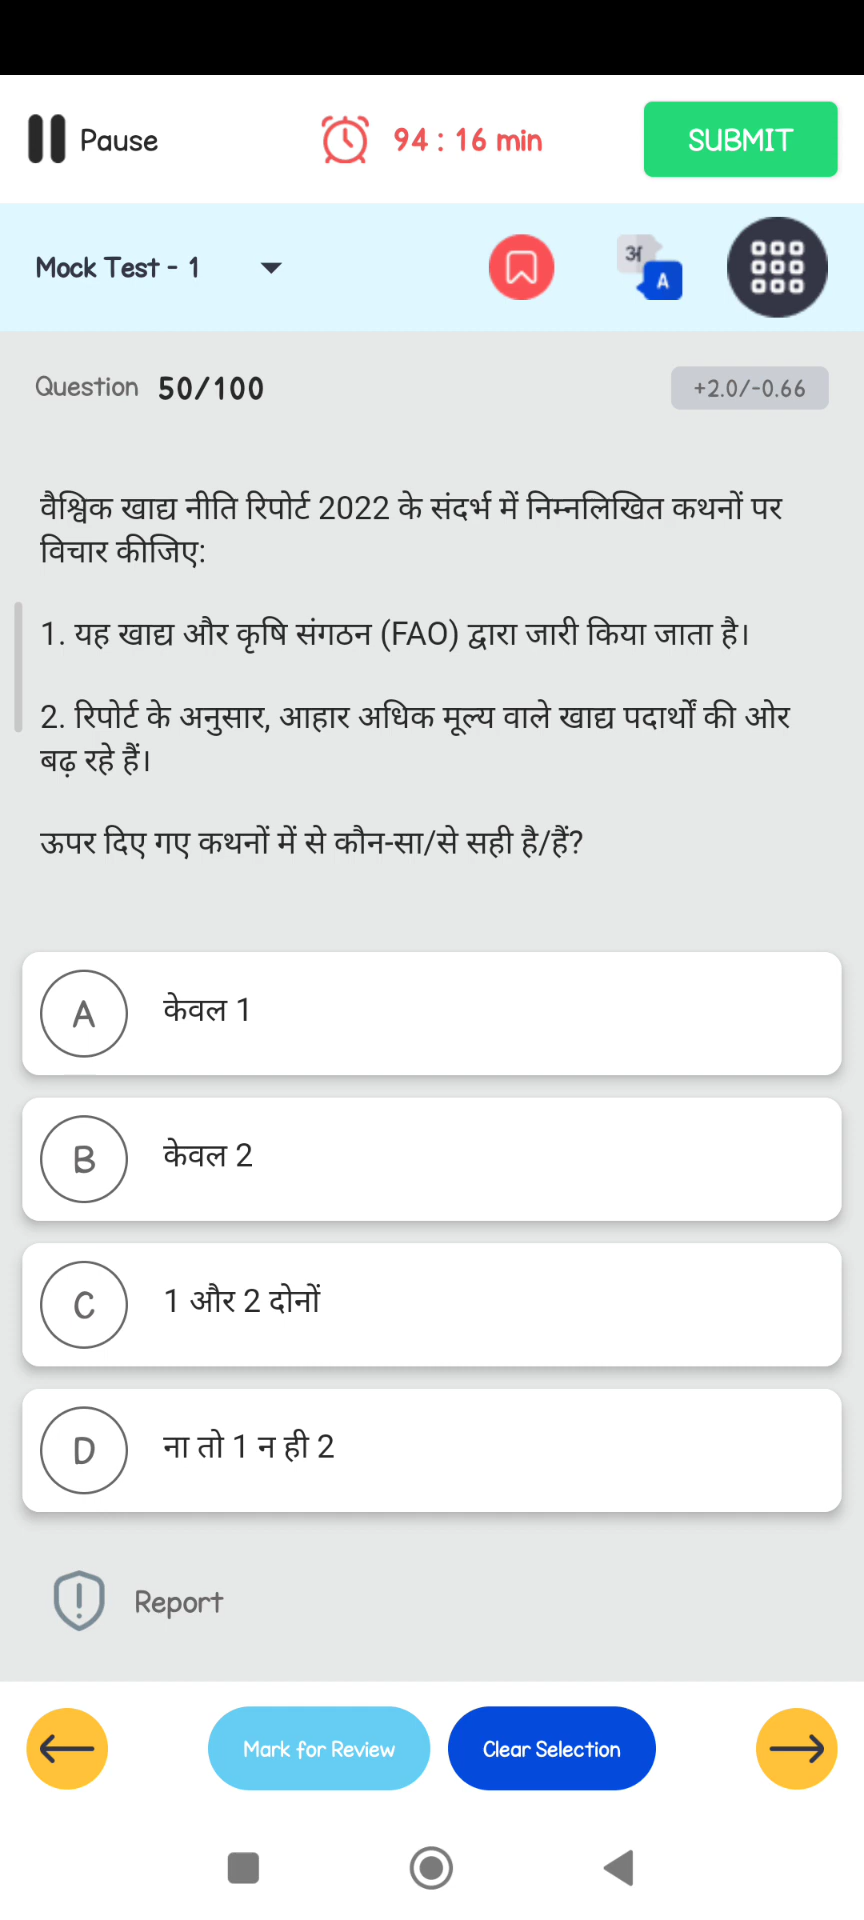 Pause
94 : 16 min
SUBMIT
Mock Test - 1
अ
A
Question 50/100
+2.0/-0.66
वैश्विक खाद्य नीति रिपोर्ट 2022 के संदर्भ में निम्नलिखित कथनों पर
विचार कीजिए:
1. यह खाद्य और कृषि संगठन (FAO) द्वारा जारी किया जाता है।
2. रिपोर्ट के अनुसार, आहार अधिक मूल्य वाले खाद्य पदार्थों की ओर
बढ़ रहे हैं।
ऊपर दिए गए कथनों में से कौन-सा/से सही है/हैं?
A केवल 1
B केवल 2
C 1 और 2 दोनों
D ना तो 1 न ही 2
Report
Mark for Review
Clear Selection